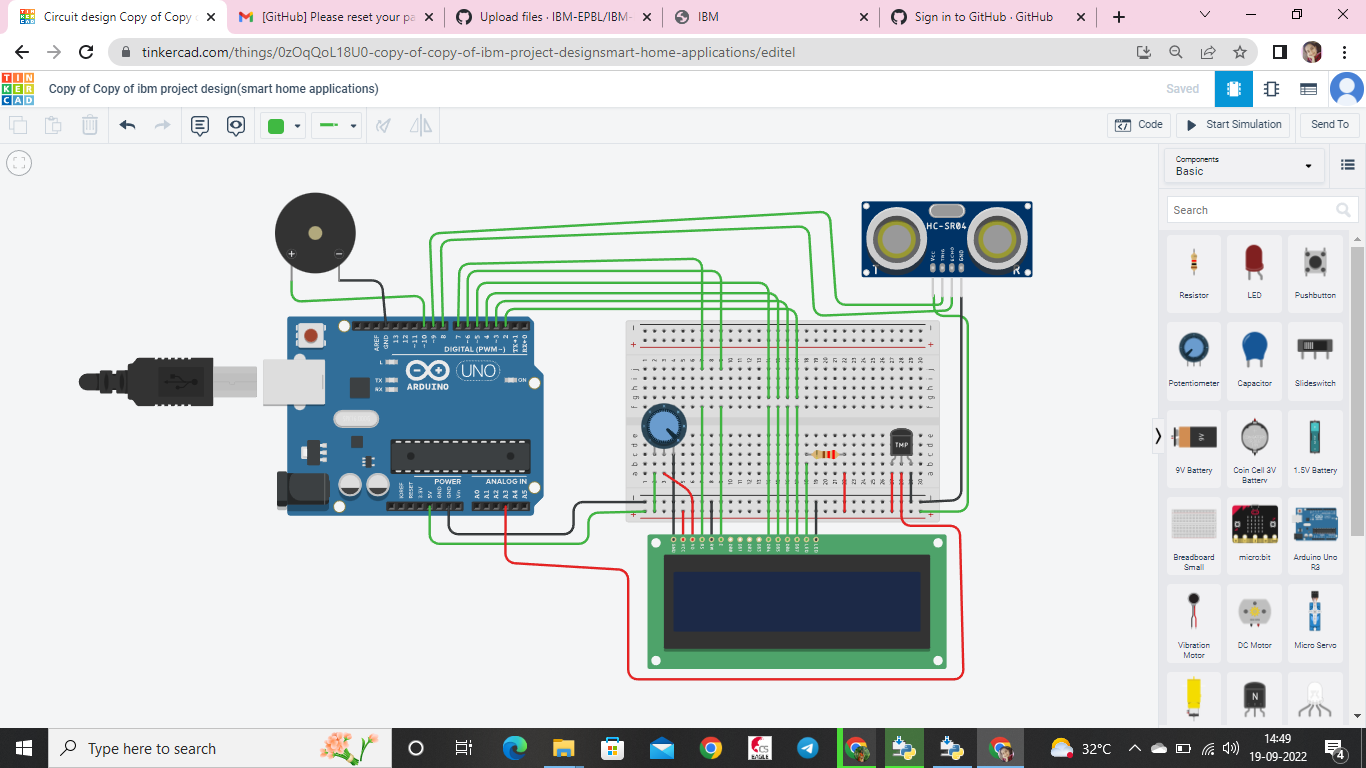 Circuit design Copy of Copy
[GitHub] Please reset your pa
Upload files · IBM-EPBL/IBM-
IBM
Sign in to GitHub · GitHub
tinkercad.com/things/0zOqQoL18U0-copy-of-copy-of-ibm-project-designsmart-home-applications/editel
TINKERCAD
Copy of Copy of ibm project design(smart home applications)
Saved
Code
Start Simulation
Send To
Components
Basic
Search
Resistor
LED
Pushbutton
Potentiometer
Capacitor
Slideswitch
9V Battery
Coin Cell 3V Battery
1.5V Battery
Breadboard Small
micro:bit
Arduino Uno R3
Vibration Motor
DC Motor
Micro Servo
HC-SR04
VCC
TRIG
ECHO
GND
T
R
AREF
GND
13
12
~11
~10
~9
8
7
~6
~5
4
~3
2
TX→1
RX←0
DIGITAL (PWM~)
L
TX
RX
ARDUINO
UNO
ON
POWER
ANALOG IN
IOREF
RESET
3.3V
5V
GND
GND
Vin
A0
A1
A2
A3
A4
A5
TMP
Type here to search
32°C
14:49
19-09-2022
4